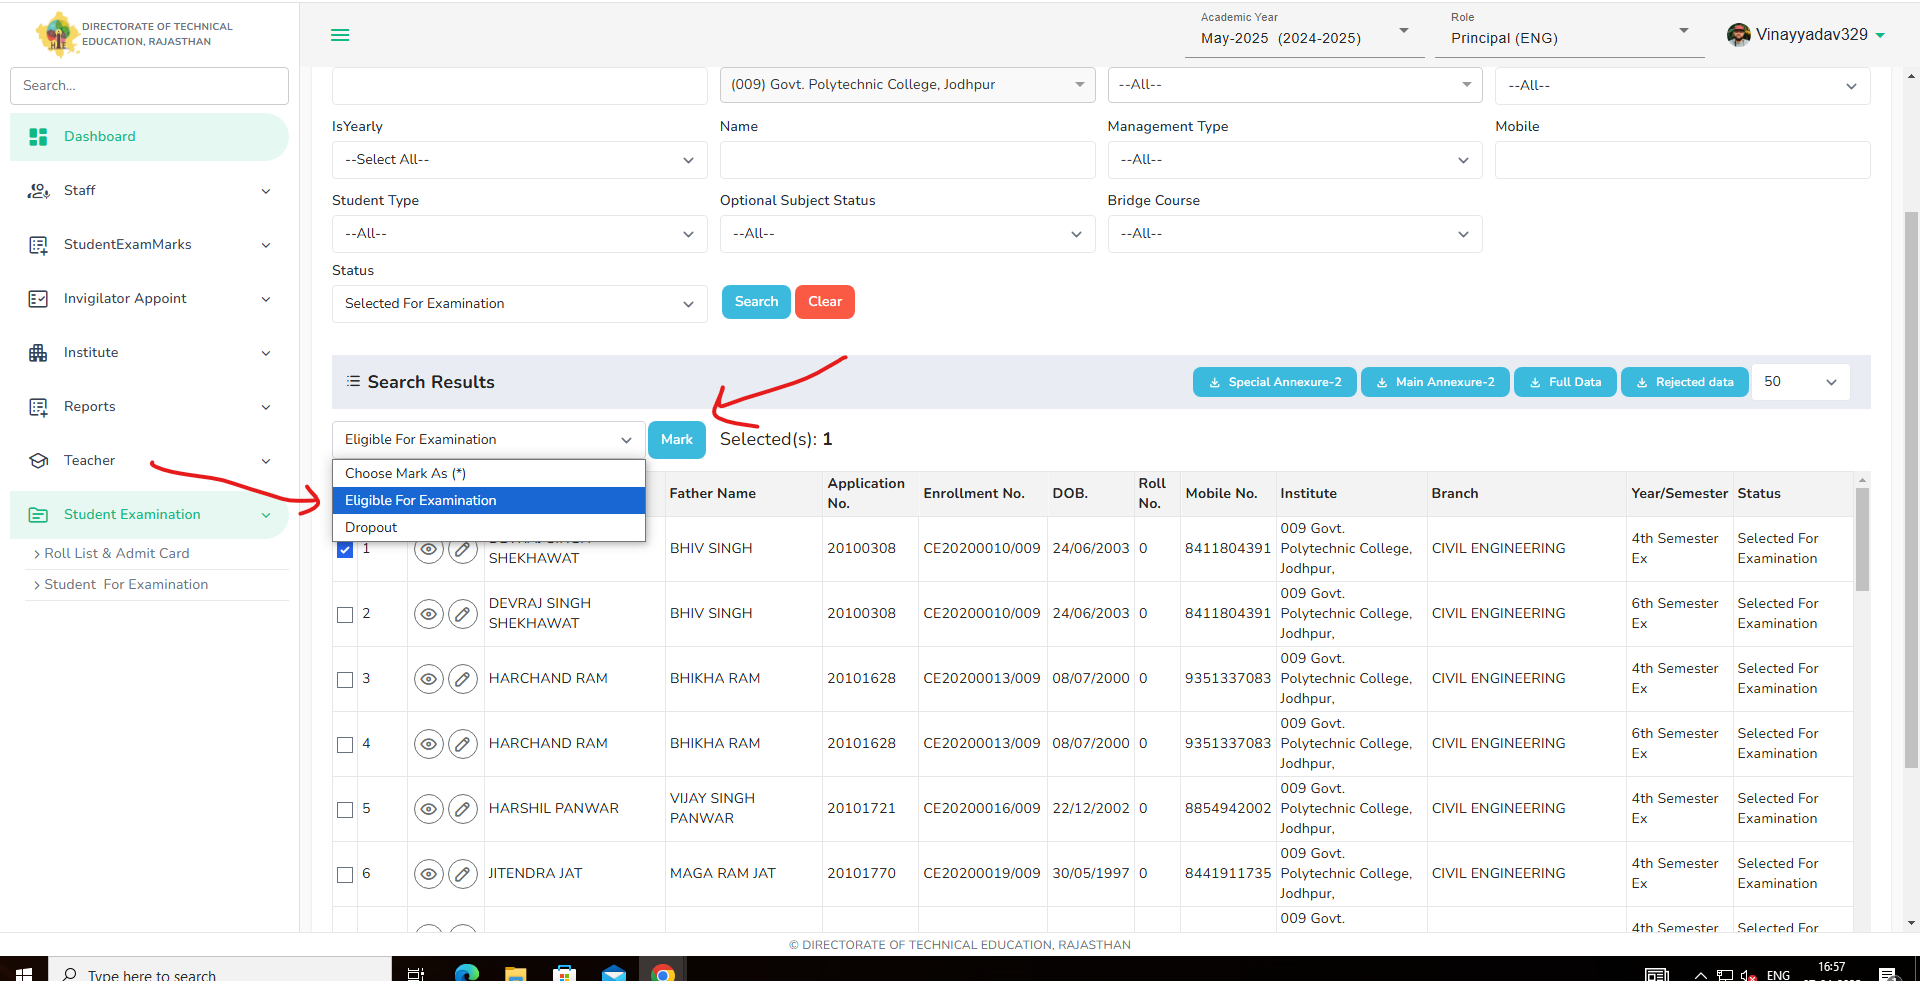 DIRECTORATE OF TECHNICAL
EDUCATION, RAJASTHAN
Academic Year
May-2025 (2024-2025)
Role
Principal (ENG)
Vinayyadav329
Search...
Dashboard
Staff
StudentExamMarks
Invigilator Appoint
Institute
Reports
Teacher
Student Examination
Roll List & Admit Card
Student For Examination
(009) Govt. Polytechnic College, Jodhpur
--All--
--All--
IsYearly
Name
Management Type
Mobile
--Select All--
--All--
Student Type
Optional Subject Status
Bridge Course
--All--
--All--
--All--
Status
Selected For Examination
Search
Clear
Search Results
Special Annexure-2
Main Annexure-2
Full Data
Rejected data
50
Eligible For Examination
Mark
Selected(s): 1
Choose Mark As (*)
Eligible For Examination
Dropout
Father Name Application No. Enrollment No. DOB. Roll No. Mobile No. Institute Branch Year/Semester Status
1 DEVRAJ SINGH SHEKHAWAT BHIV SINGH 20100308 CE20200010/009 24/06/2003 0 8411804391 009 Govt. Polytechnic College, Jodhpur, CIVIL ENGINEERING 4th Semester Ex Selected For Examination
2 DEVRAJ SINGH SHEKHAWAT BHIV SINGH 20100308 CE20200010/009 24/06/2003 0 8411804391 009 Govt. Polytechnic College, Jodhpur, CIVIL ENGINEERING 6th Semester Ex Selected For Examination
3 HARCHAND RAM BHIKHA RAM 20101628 CE20200013/009 08/07/2000 0 9351337083 009 Govt. Polytechnic College, Jodhpur, CIVIL ENGINEERING 4th Semester Ex Selected For Examination
4 HARCHAND RAM BHIKHA RAM 20101628 CE20200013/009 08/07/2000 0 9351337083 009 Govt. Polytechnic College, Jodhpur, CIVIL ENGINEERING 6th Semester Ex Selected For Examination
5 HARSHIL PANWAR VIJAY SINGH PANWAR 20101721 CE20200016/009 22/12/2002 0 8854942002 009 Govt. Polytechnic College, Jodhpur, CIVIL ENGINEERING 4th Semester Ex Selected For Examination
6 JITENDRA JAT MAGA RAM JAT 20101770 CE20200019/009 30/05/1997 0 8441911735 009 Govt. Polytechnic College, Jodhpur, CIVIL ENGINEERING 4th Semester Ex Selected For Examination
009 Govt. 4th Semester Selected For
© DIRECTORATE OF TECHNICAL EDUCATION, RAJASTHAN
Type here to search
ENG
16:57